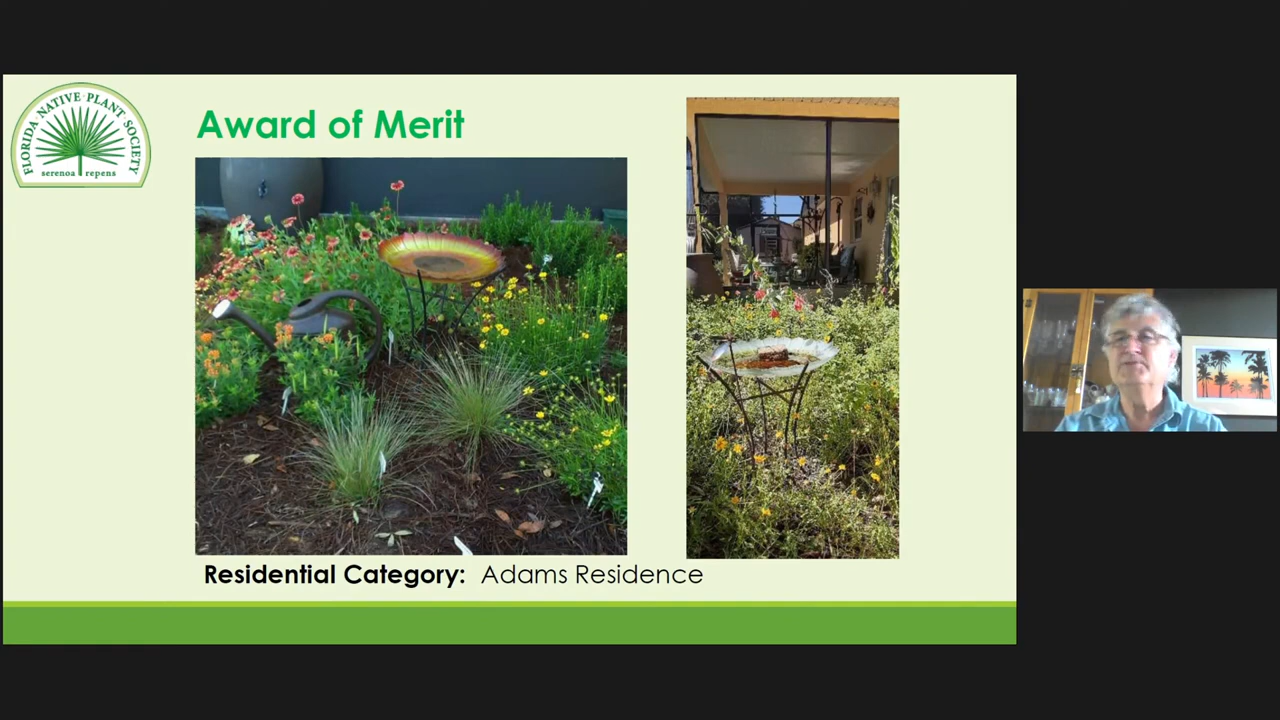 FLORIDA NATIVE PLANT SOCIETY
serenoa repens
Award of Merit
Residential Category: Adams Residence